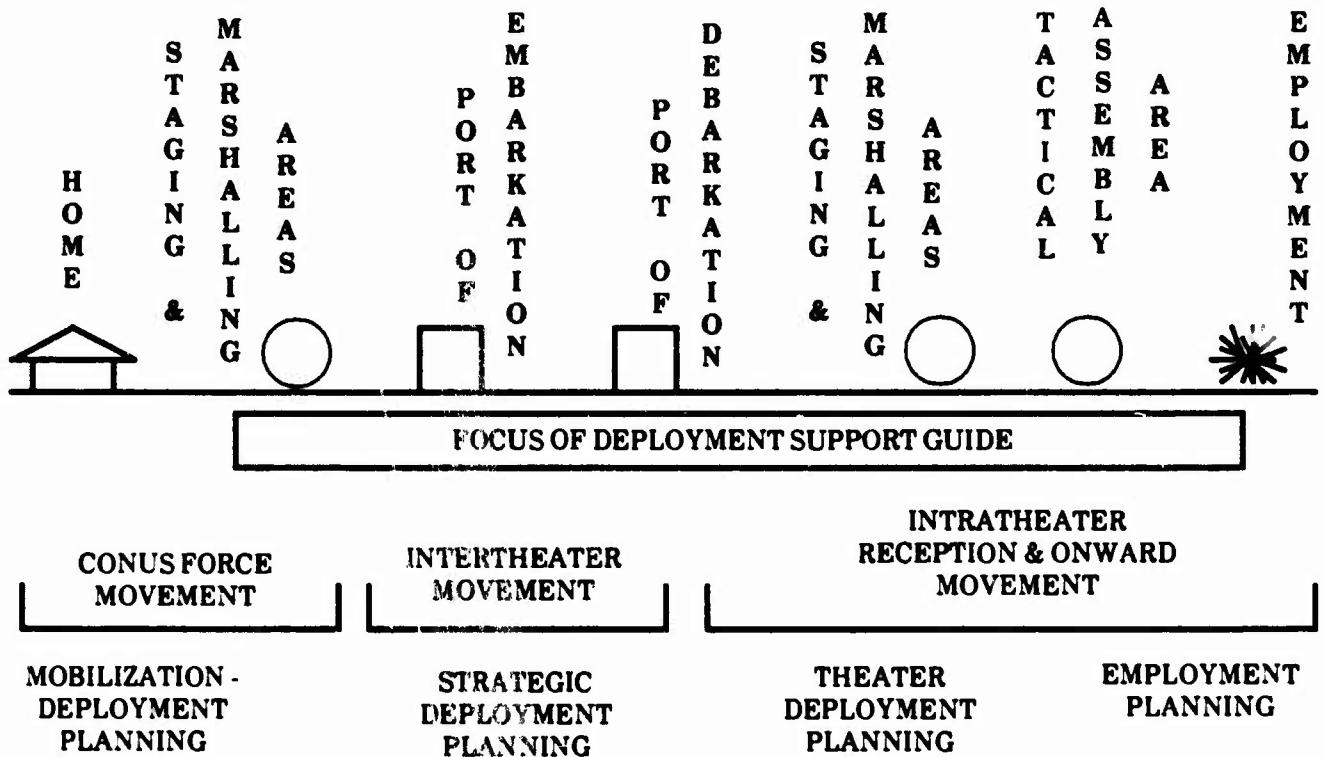 HOME
STAGING &
MARSHALLING
AREAS
PORT OF
EMBARKATION
PORT OF
DEBARKATION
STAGING &
MARSHALLING
AREAS
TACTICAL
ASSEMBLY
AREA
EMPLOYMENT
FOCUS OF DEPLOYMENT SUPPORT GUIDE
CONUS FORCE
MOVEMENT
INTERTHEATER
MOVEMENT
INTRATHEATER
RECEPTION & ONWARD
MOVEMENT
MOBILIZATION -
DEPLOYMENT
PLANNING
STRATEGIC
DEPLOYMENT
PLANNING
THEATER
DEPLOYMENT
PLANNING
EMPLOYMENT
PLANNING